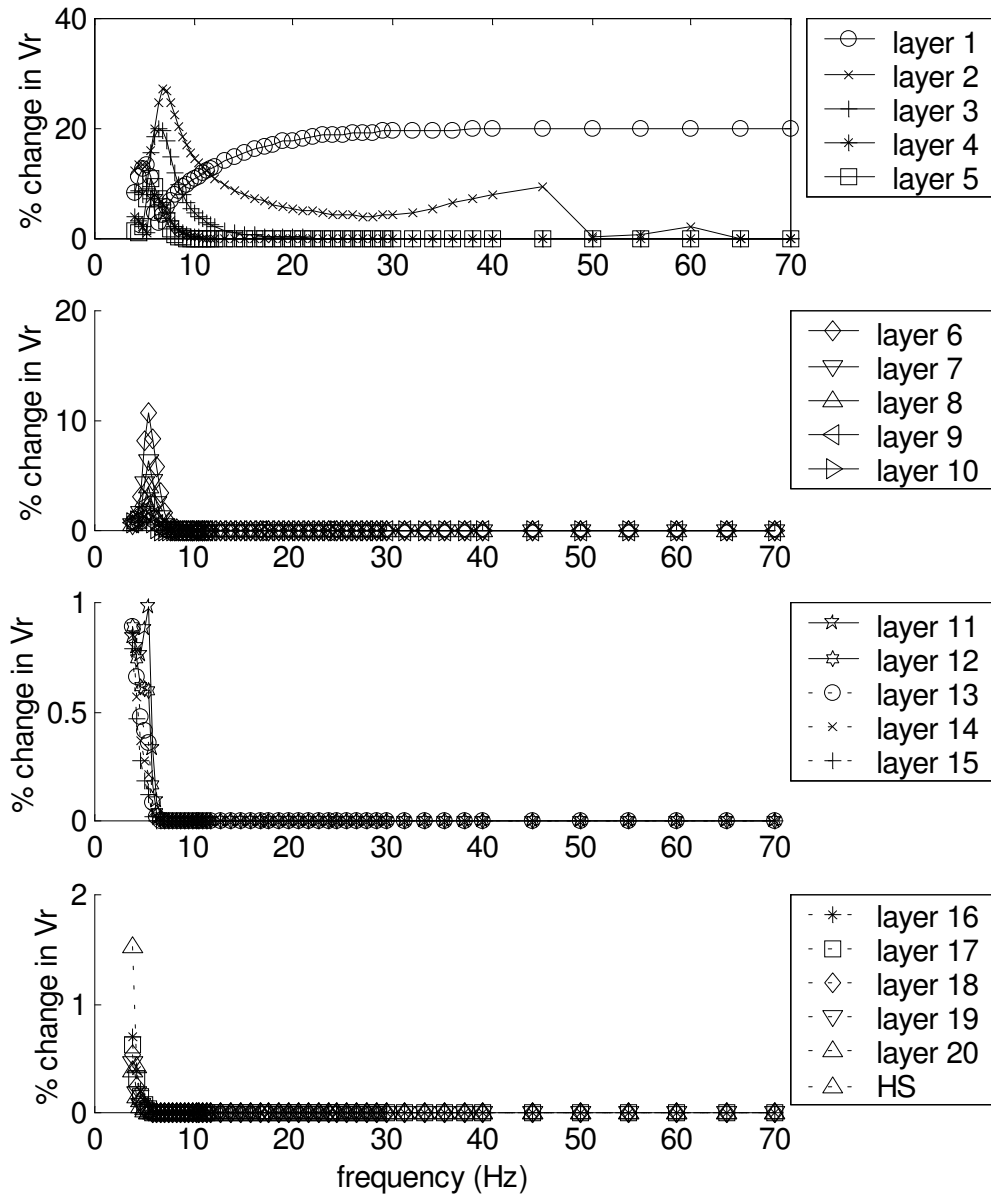 40
20
0
% change in Vr
0 10 20 30 40 50 60 70
layer 1
layer 2
layer 3
layer 4
layer 5
20
10
0
% change in Vr
0 10 20 30 40 50 60 70
layer 6
layer 7
layer 8
layer 9
layer 10
1
0.5
0
% change in Vr
0 10 20 30 40 50 60 70
layer 11
layer 12
layer 13
layer 14
layer 15
2
1
0
% change in Vr
0 10 20 30 40 50 60 70
frequency (Hz)
layer 16
layer 17
layer 18
layer 19
layer 20
HS